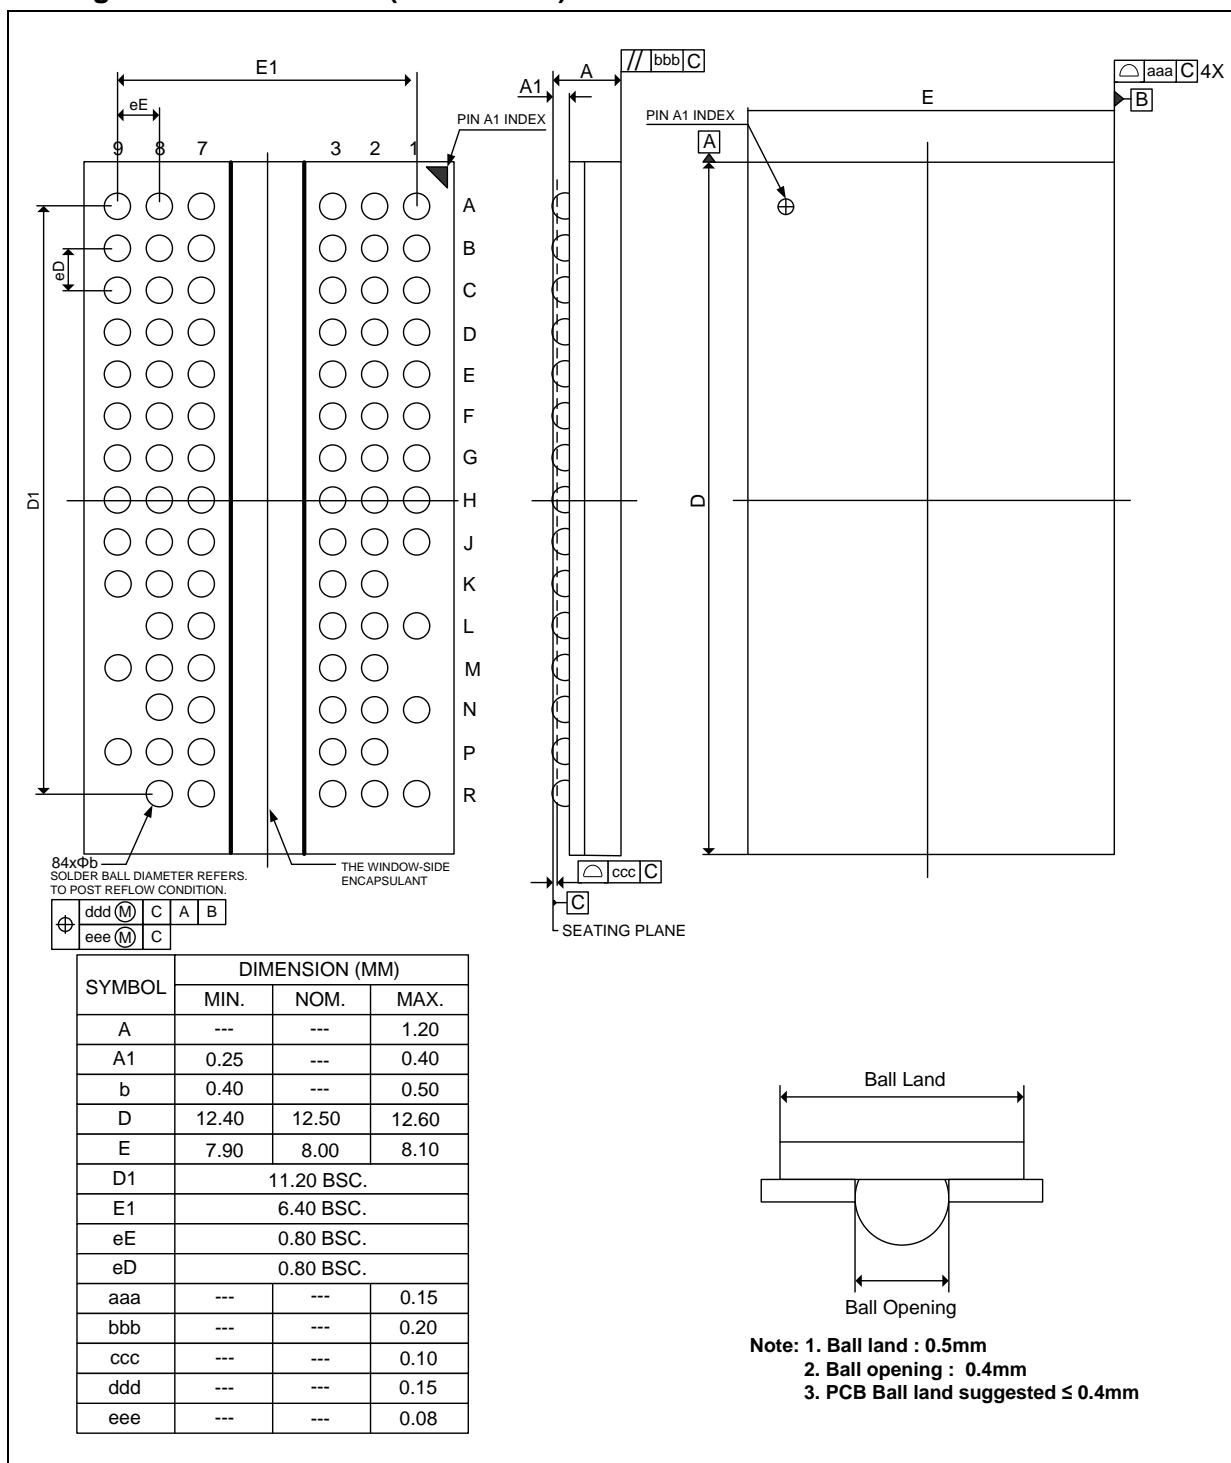 E1
eE
9 8 7 3 2 1
PIN A1 INDEX
A
B
C
D
E
F
G
H
J
K
L
M
N
P
R
eD
D1
84xΦb
SOLDER BALL DIAMETER REFERS.
TO POST REFLOW CONDITION.
THE WINDOW-SIDE
ENCAPSULANT
ddd Ⓜ C A B
eee Ⓜ C
A
A1
// bbb C
ccc C
C
SEATING PLANE
aaa C 4X
B
E
PIN A1 INDEX
A
D
SYMBOL DIMENSION (MM)
MIN. NOM. MAX.
A --- --- 1.20
A1 0.25 --- 0.40
b 0.40 --- 0.50
D 12.40 12.50 12.60
E 7.90 8.00 8.10
D1 11.20 BSC.
E1 6.40 BSC.
eE 0.80 BSC.
eD 0.80 BSC.
aaa --- --- 0.15
bbb --- --- 0.20
ccc --- --- 0.10
ddd --- --- 0.15
eee --- --- 0.08
Ball Land
Ball Opening
Note: 1. Ball land : 0.5mm
2. Ball opening : 0.4mm
3. PCB Ball land suggested ≤ 0.4mm